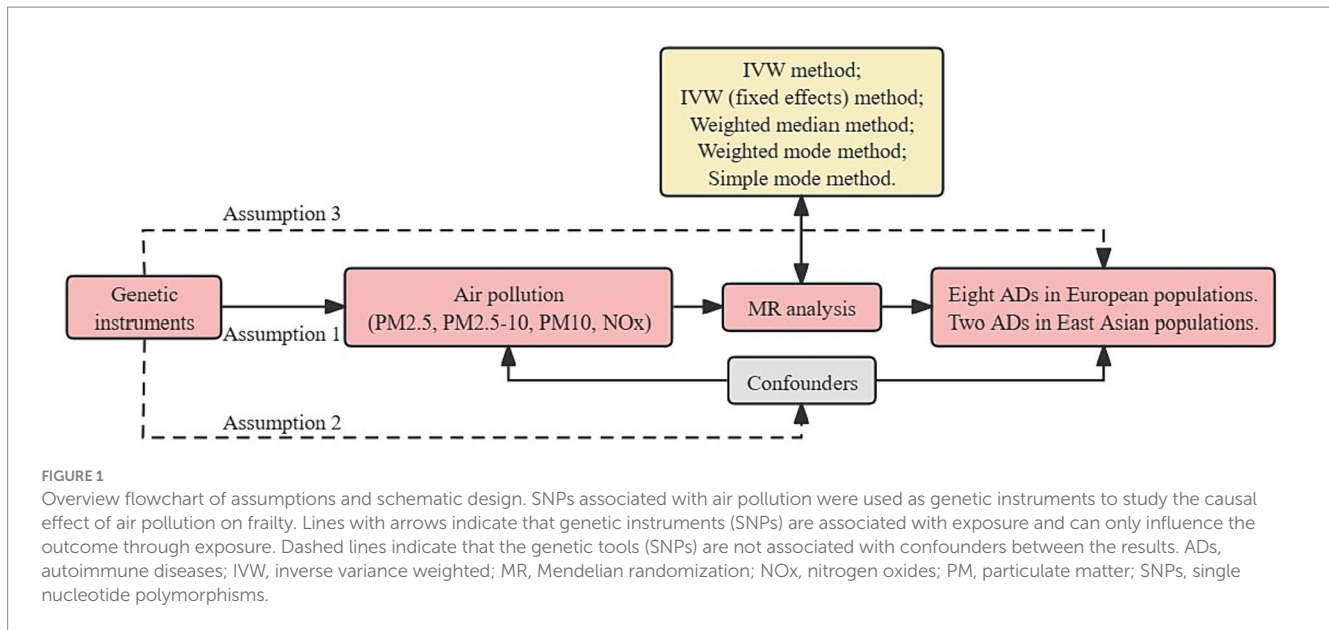 IVW method;
IVW (fixed effects) method;
Weighted median method;
Weighted mode method;
Simple mode method.
Assumption 3
Genetic
instruments
Assumption 1
Air pollution
(PM2.5, PM2.5-10, PM10, NOx)
MR analysis
Eight ADs in European populations.
Two ADs in East Asian populations.
Confounders
Assumption 2
FIGURE 1
Overview flowchart of assumptions and schematic design. SNPs associated with air pollution were used as genetic instruments to study the causal
effect of air pollution on frailty. Lines with arrows indicate that genetic instruments (SNPs) are associated with exposure and can only influence the
outcome through exposure. Dashed lines indicate that the genetic tools (SNPs) are not associated with confounders between the results. ADs,
autoimmune diseases; IVW, inverse variance weighted; MR, Mendelian randomization; NOx, nitrogen oxides; PM, particulate matter; SNPs, single
nucleotide polymorphisms.